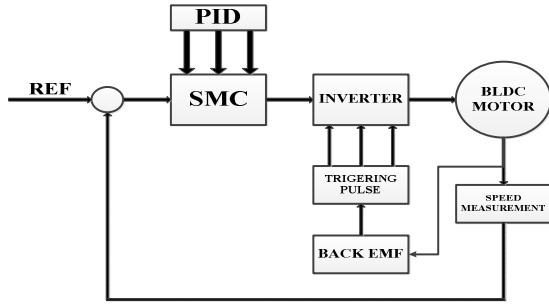 PID
REF
SMC
INVERTER
BLDC
MOTOR
TRIGERING
PULSE
SPEED
MEASUREMENT
BACK EMF